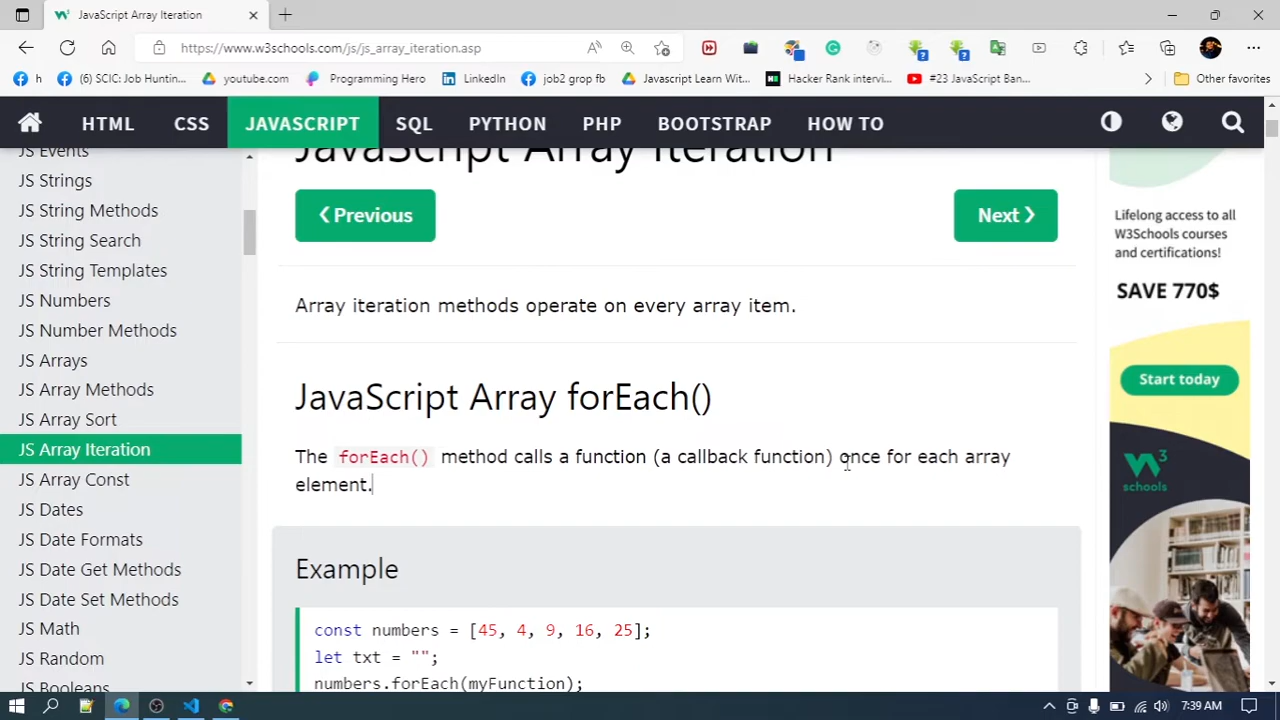 JavaScript Array Iteration
https://www.w3schools.com/js/js_array_iteration.asp
h
(6) SCIC: Job Huntin...
youtube.com
Programming Hero
LinkedIn
job2 grop fb
Javascript Learn Wit...
Hacker Rank intervi...
#23 JavaScript Ban...
Other favorites
HTML
CSS
JAVASCRIPT
SQL
PYTHON
PHP
BOOTSTRAP
HOW TO
JS Events
JS Strings
JS String Methods
JS String Search
JS String Templates
JS Numbers
JS Number Methods
JS Arrays
JS Array Methods
JS Array Sort
JS Array Iteration
JS Array Const
JS Dates
JS Date Formats
JS Date Get Methods
JS Date Set Methods
JS Math
JS Random
JS Booleans
JavaScript Array Iteration
❮ Previous
Next ❯
Array iteration methods operate on every array item.
JavaScript Array forEach()
The forEach() method calls a function (a callback function) once for each array
element.
Example
const numbers = [45, 4, 9, 16, 25];
let txt = "";
numbers.forEach(myFunction);
Lifelong access to all
W3Schools courses
and certifications!
SAVE 770$
Start today
W3
schools
7:39 AM